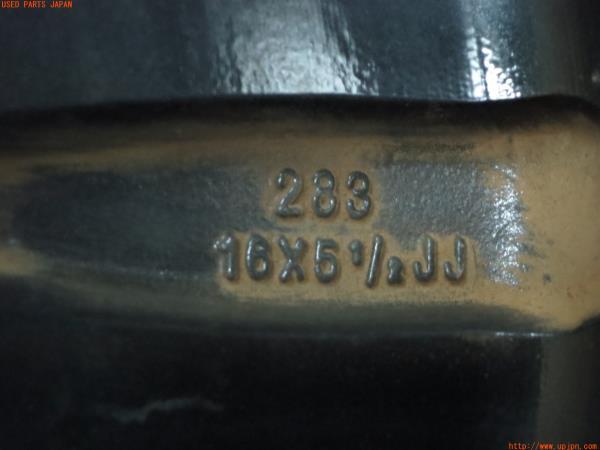 USED PARTS JAPAN
283
16X5 1/2JJ
http://www.upjpn.com/